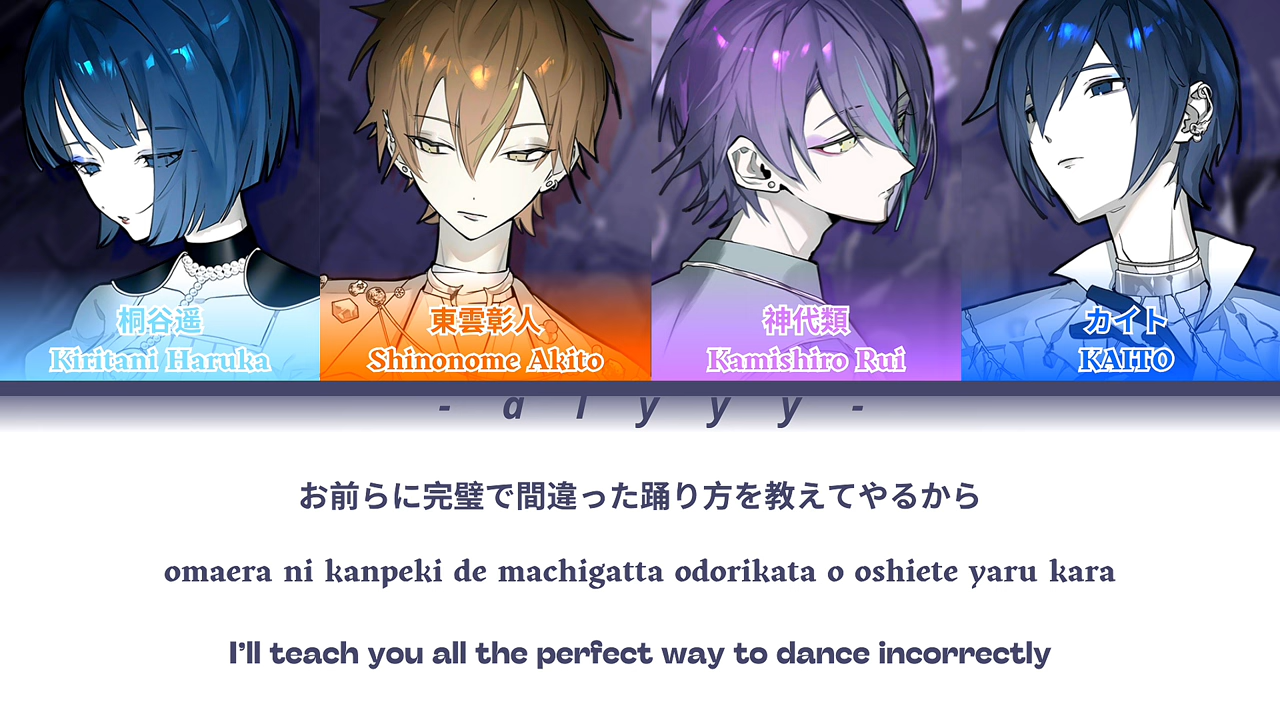 桐谷遥
Kiritani Haruka
東雲彰人
Shinonome Akito
神代類
Kamishiro Rui
カイト
KAITO
- a l y y y -
お前らに完璧で間違った踊り方を教えてやるから
omaera ni kanpeki de machigatta odorikata o oshiete yaru kara
I'll teach you all the perfect way to dance incorrectly